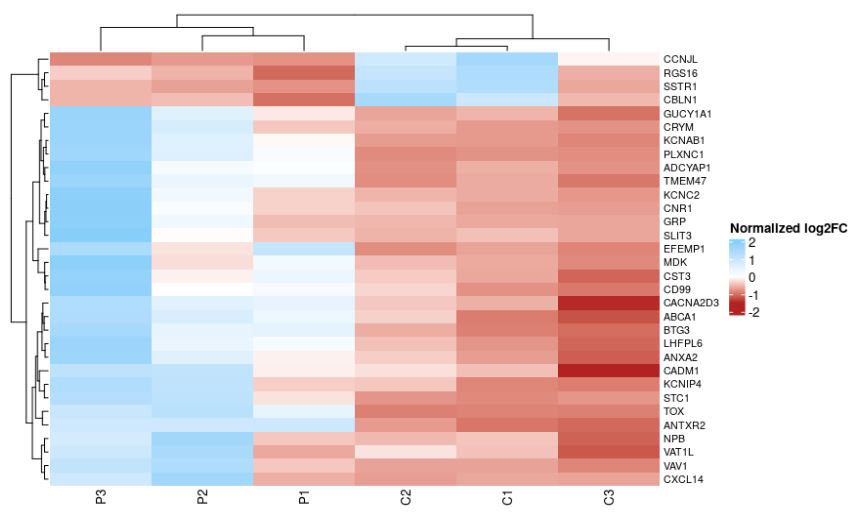 CCNJL
RGS16
SSTR1
CBLN1
GUCY1A1
CRYM
KCNAB1
PLXNC1
ADCYAP1
TMEM47
KCNC2
CNR1
GRP
SLIT3
EFEMP1
MDK
CST3
CD99
CACNA2D3
ABCA1
BTG3
LHFPL6
ANXA2
CADM1
KCNIP4
STC1
TOX
ANTXR2
NPB
VAT1L
VAV1
CXCL14
P3 P2 P1 C2 C1 C3
Normalized log2FC
2
1
0
-1
-2